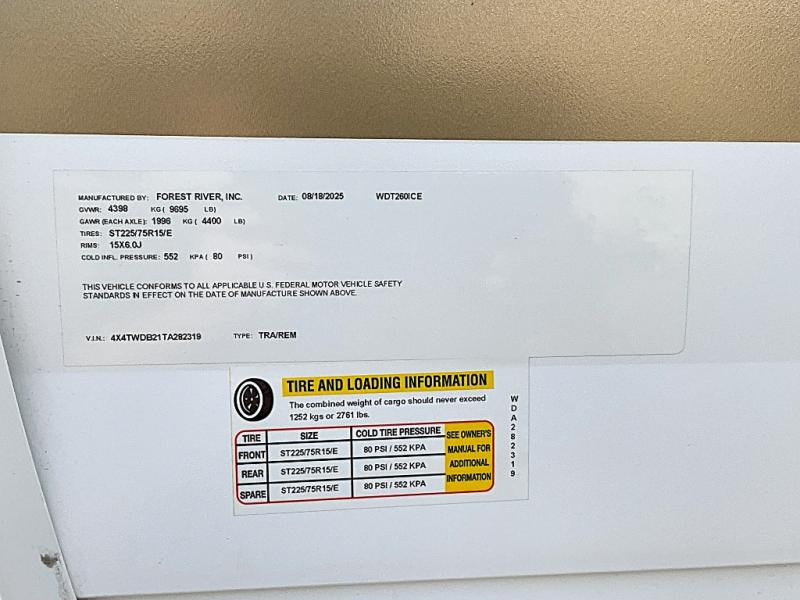 MANUFACTURED BY: FOREST RIVER, INC. DATE: 08/18/2025 WDT260ICE
GVWR: 4398 KG ( 9695 LB)
GAWR (EACH AXLE): 1996 KG ( 4400 LB)
TIRES: ST225/75R15/E
RIMS: 15X6.0J
COLD INFL. PRESSURE: 552 KPA ( 80 PSI )
THIS VEHICLE CONFORMS TO ALL APPLICABLE U.S. FEDERAL MOTOR VEHICLE SAFETY
STANDARDS IN EFFECT ON THE DATE OF MANUFACTURE SHOWN ABOVE.
V.I.N.: 4X4TWDB21TA282319 TYPE: TRA/REM
TIRE AND LOADING INFORMATION
The combined weight of cargo should never exceed
1252 kgs or 2761 lbs.
TIRE SIZE COLD TIRE PRESSURE
FRONT ST225/75R15/E 80 PSI / 552 KPA
REAR ST225/75R15/E 80 PSI / 552 KPA
SPARE ST225/75R15/E 80 PSI / 552 KPA
SEE OWNER'S
MANUAL FOR
ADDITIONAL
INFORMATION
WDA282319